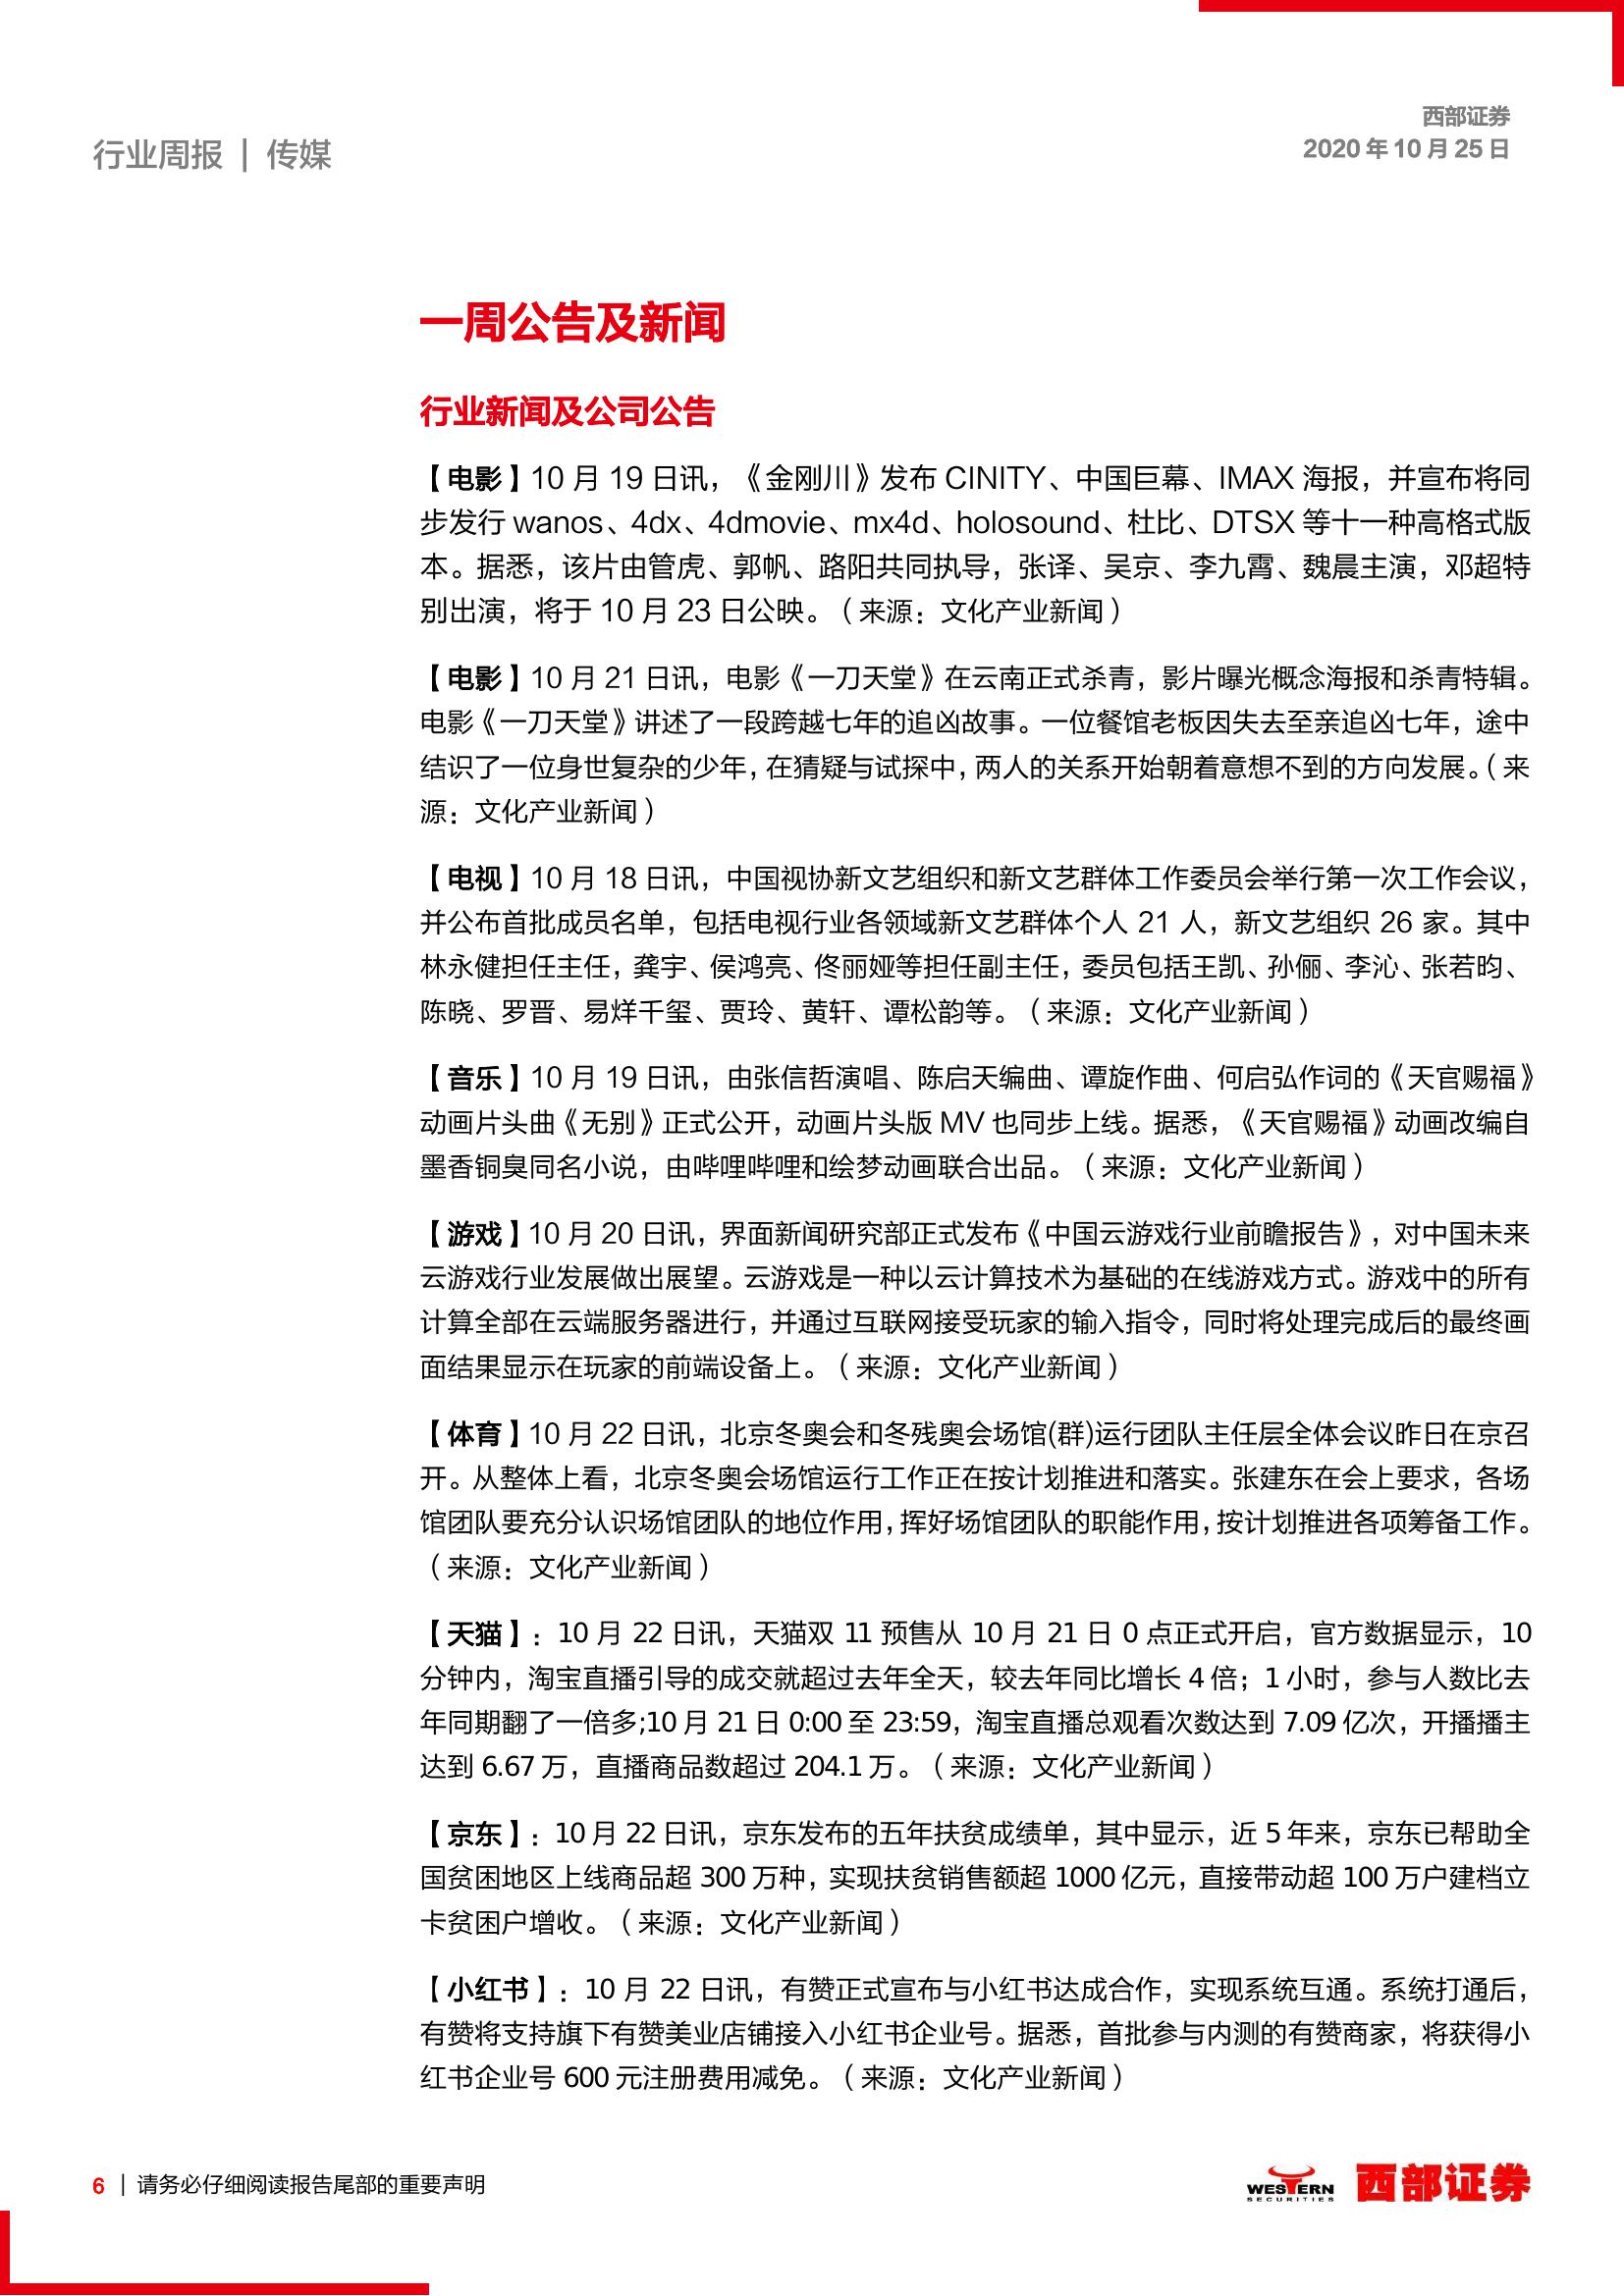 西部证券
2020 年 10 月 25 日
行业周报 | 传媒
一周公告及新闻
行业新闻及公司公告
【电影】10 月 19 日讯，《金刚川》发布 CINITY、中国巨幕、IMAX 海报，并宣布将同
步发行 wanos、4dx、4dmovie、mx4d、holosound、杜比、DTSX 等十一种高格式版
本。据悉，该片由管虎、郭帆、路阳共同执导，张译、吴京、李九霄、魏晨主演，邓超特
别出演，将于 10 月 23 日公映。（来源：文化产业新闻）
【电影】10 月 21 日讯，电影《一刀天堂》在云南正式杀青，影片曝光概念海报和杀青特辑。
电影《一刀天堂》讲述了一段跨越七年的追凶故事。一位餐馆老板因失去至亲追凶七年，途中
结识了一位身世复杂的少年，在猜疑与试探中，两人的关系开始朝着意想不到的方向发展。（来
源：文化产业新闻）
【电视】10 月 18 日讯，中国视协新文艺组织和新文艺群体工作委员会举行第一次工作会议，
并公布首批成员名单，包括电视行业各领域新文艺群体个人 21 人，新文艺组织 26 家。其中
林永健担任主任，龚宇、侯鸿亮、佟丽娅等担任副主任，委员包括王凯、孙俪、李沁、张若昀、
陈晓、罗晋、易烊千玺、贾玲、黄轩、谭松韵等。（来源：文化产业新闻）
【音乐】10 月 19 日讯，由张信哲演唱、陈启天编曲、谭旋作曲、何启弘作词的《天官赐福》
动画片头曲《无别》正式公开，动画片头版 MV 也同步上线。据悉，《天官赐福》动画改编自
墨香铜臭同名小说，由哔哩哔哩和绘梦动画联合出品。（来源：文化产业新闻）
【游戏】10 月 20 日讯，界面新闻研究部正式发布《中国云游戏行业前瞻报告》，对中国未来
云游戏行业发展做出展望。云游戏是一种以云计算技术为基础的在线游戏方式。游戏中的所有
计算全部在云端服务器进行，并通过互联网接受玩家的输入指令，同时将处理完成后的最终画
面结果显示在玩家的前端设备上。（来源：文化产业新闻）
【体育】10 月 22 日讯，北京冬奥会和冬残奥会场馆(群)运行团队主任层全体会议昨日在京召
开。从整体上看，北京冬奥会场馆运行工作正在按计划推进和落实。张建东在会上要求，各场
馆团队要充分认识场馆团队的地位作用，挥好场馆团队的职能作用，按计划推进各项筹备工作。
（来源：文化产业新闻）
【天猫】：10 月 22 日讯，天猫双 11 预售从 10 月 21 日 0 点正式开启，官方数据显示，10
分钟内，淘宝直播引导的成交就超过去年全天，较去年同比增长 4 倍；1 小时，参与人数比去
年同期翻了一倍多;10 月 21 日 0:00 至 23:59，淘宝直播总观看次数达到 7.09 亿次，开播播主
达到 6.67 万，直播商品数超过 204.1 万。（来源：文化产业新闻）
【京东】：10 月 22 日讯，京东发布的五年扶贫成绩单，其中显示，近 5 年来，京东已帮助全
国贫困地区上线商品超 300 万种，实现扶贫销售额超 1000 亿元，直接带动超 100 万户建档立
卡贫困户增收。（来源：文化产业新闻）
【小红书】：10 月 22 日讯，有赞正式宣布与小红书达成合作，实现系统互通。系统打通后，
有赞将支持旗下有赞美业店铺接入小红书企业号。据悉，首批参与内测的有赞商家，将获得小
红书企业号 600 元注册费用减免。（来源：文化产业新闻）
6 | 请务必仔细阅读报告尾部的重要声明
WESTERN
SECURITIES
西部证券